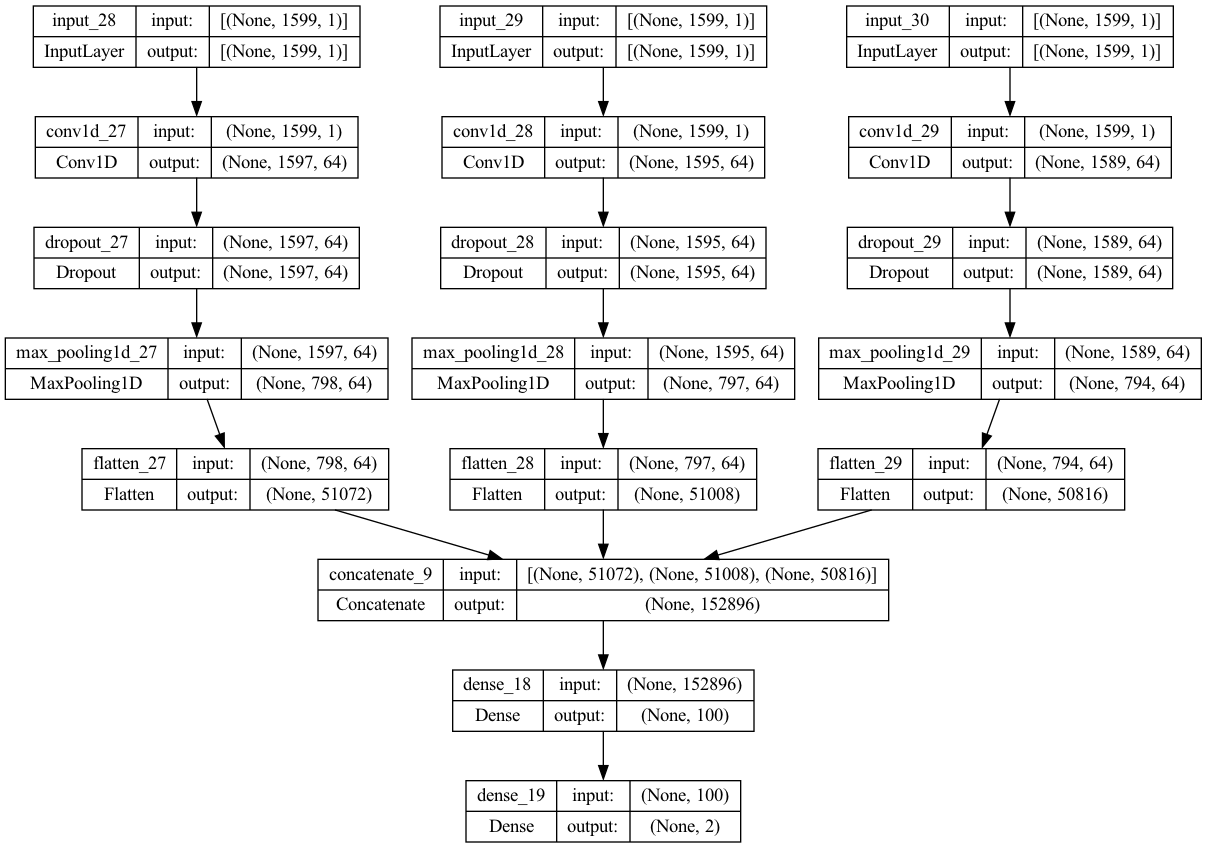 input_28 input: [(None, 1599, 1)]
InputLayer output: [(None, 1599, 1)]
input_29 input: [(None, 1599, 1)]
InputLayer output: [(None, 1599, 1)]
input_30 input: [(None, 1599, 1)]
InputLayer output: [(None, 1599, 1)]
conv1d_27 input: (None, 1599, 1)
Conv1D output: (None, 1597, 64)
conv1d_28 input: (None, 1599, 1)
Conv1D output: (None, 1595, 64)
conv1d_29 input: (None, 1599, 1)
Conv1D output: (None, 1589, 64)
dropout_27 input: (None, 1597, 64)
Dropout output: (None, 1597, 64)
dropout_28 input: (None, 1595, 64)
Dropout output: (None, 1595, 64)
dropout_29 input: (None, 1589, 64)
Dropout output: (None, 1589, 64)
max_pooling1d_27 input: (None, 1597, 64)
MaxPooling1D output: (None, 798, 64)
max_pooling1d_28 input: (None, 1595, 64)
MaxPooling1D output: (None, 797, 64)
max_pooling1d_29 input: (None, 1589, 64)
MaxPooling1D output: (None, 794, 64)
flatten_27 input: (None, 798, 64)
Flatten output: (None, 51072)
flatten_28 input: (None, 797, 64)
Flatten output: (None, 51008)
flatten_29 input: (None, 794, 64)
Flatten output: (None, 50816)
concatenate_9 input: [(None, 51072), (None, 51008), (None, 50816)]
Concatenate output: (None, 152896)
dense_18 input: (None, 152896)
Dense output: (None, 100)
dense_19 input: (None, 100)
Dense output: (None, 2)